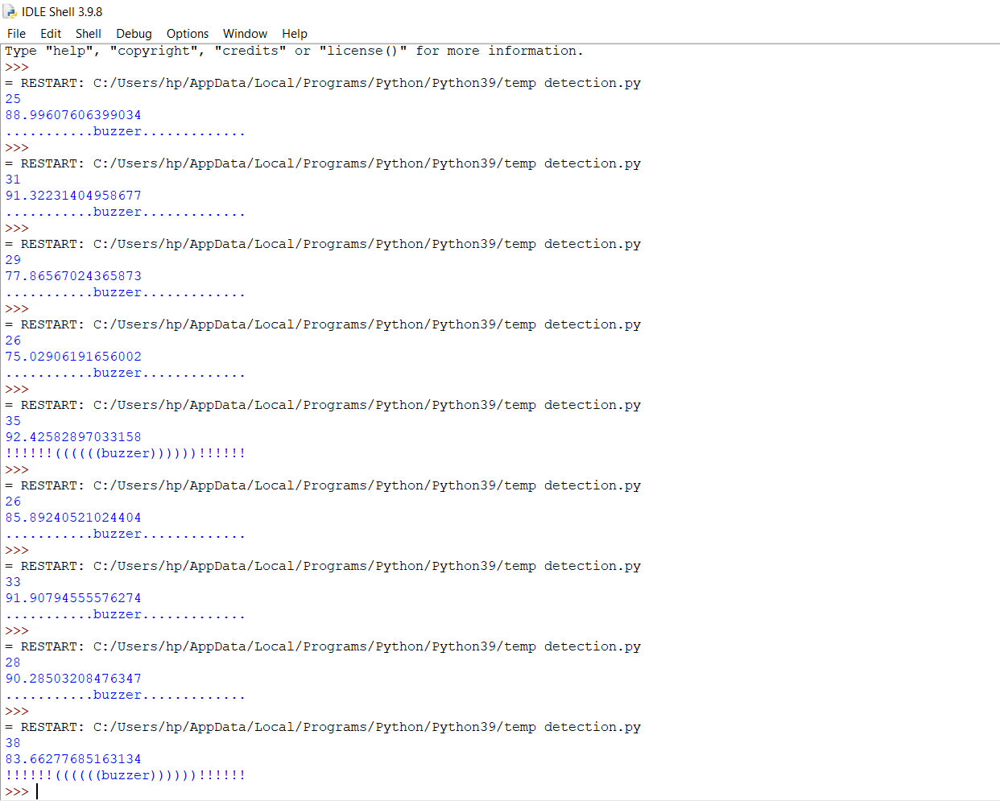 IDLE Shell 3.9.8
File Edit Shell Debug Options Window Help
Type "help", "copyright", "credits" or "license()" for more information.
>>>
= RESTART: C:/Users/hp/AppData/Local/Programs/Python/Python39/temp detection.py
25
88.99607606399034
...........buzzer.............
>>>
= RESTART: C:/Users/hp/AppData/Local/Programs/Python/Python39/temp detection.py
31
91.32231404958677
...........buzzer.............
>>>
= RESTART: C:/Users/hp/AppData/Local/Programs/Python/Python39/temp detection.py
29
77.86567024365873
...........buzzer.............
>>>
= RESTART: C:/Users/hp/AppData/Local/Programs/Python/Python39/temp detection.py
26
75.02906191656002
...........buzzer.............
>>>
= RESTART: C:/Users/hp/AppData/Local/Programs/Python/Python39/temp detection.py
35
92.42582897033158
!!!!!!((((((buzzer))))))!!!!!!
>>>
= RESTART: C:/Users/hp/AppData/Local/Programs/Python/Python39/temp detection.py
26
85.89240521024404
...........buzzer.............
>>>
= RESTART: C:/Users/hp/AppData/Local/Programs/Python/Python39/temp detection.py
33
91.90794555576274
...........buzzer.............
>>>
= RESTART: C:/Users/hp/AppData/Local/Programs/Python/Python39/temp detection.py
28
90.28503208476347
...........buzzer.............
>>>
= RESTART: C:/Users/hp/AppData/Local/Programs/Python/Python39/temp detection.py
38
83.66277685163134
!!!!!!((((((buzzer))))))!!!!!!
>>>